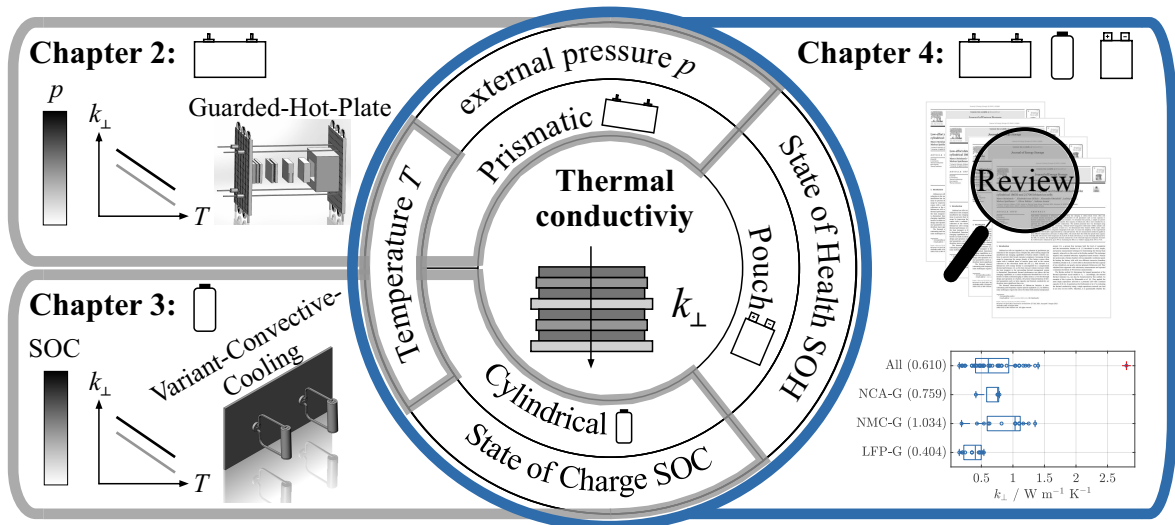 Chapter 2:
p
k⊥
T
Guarded-Hot-Plate
Chapter 3:
SOC
k⊥
T
Variant-Convective-
Cooling
external pressure p
Prismatic
Temperature T
Thermal
conductiviy
k⊥
Pouch
State of Health SOH
Cylindrical
State of Charge SOC
Chapter 4:
Review
All (0.610)
NCA-G (0.759)
NMC-G (1.034)
LFP-G (0.404)
0.5 1 1.5 2 2.5
k⊥ / W m⁻¹ K⁻¹